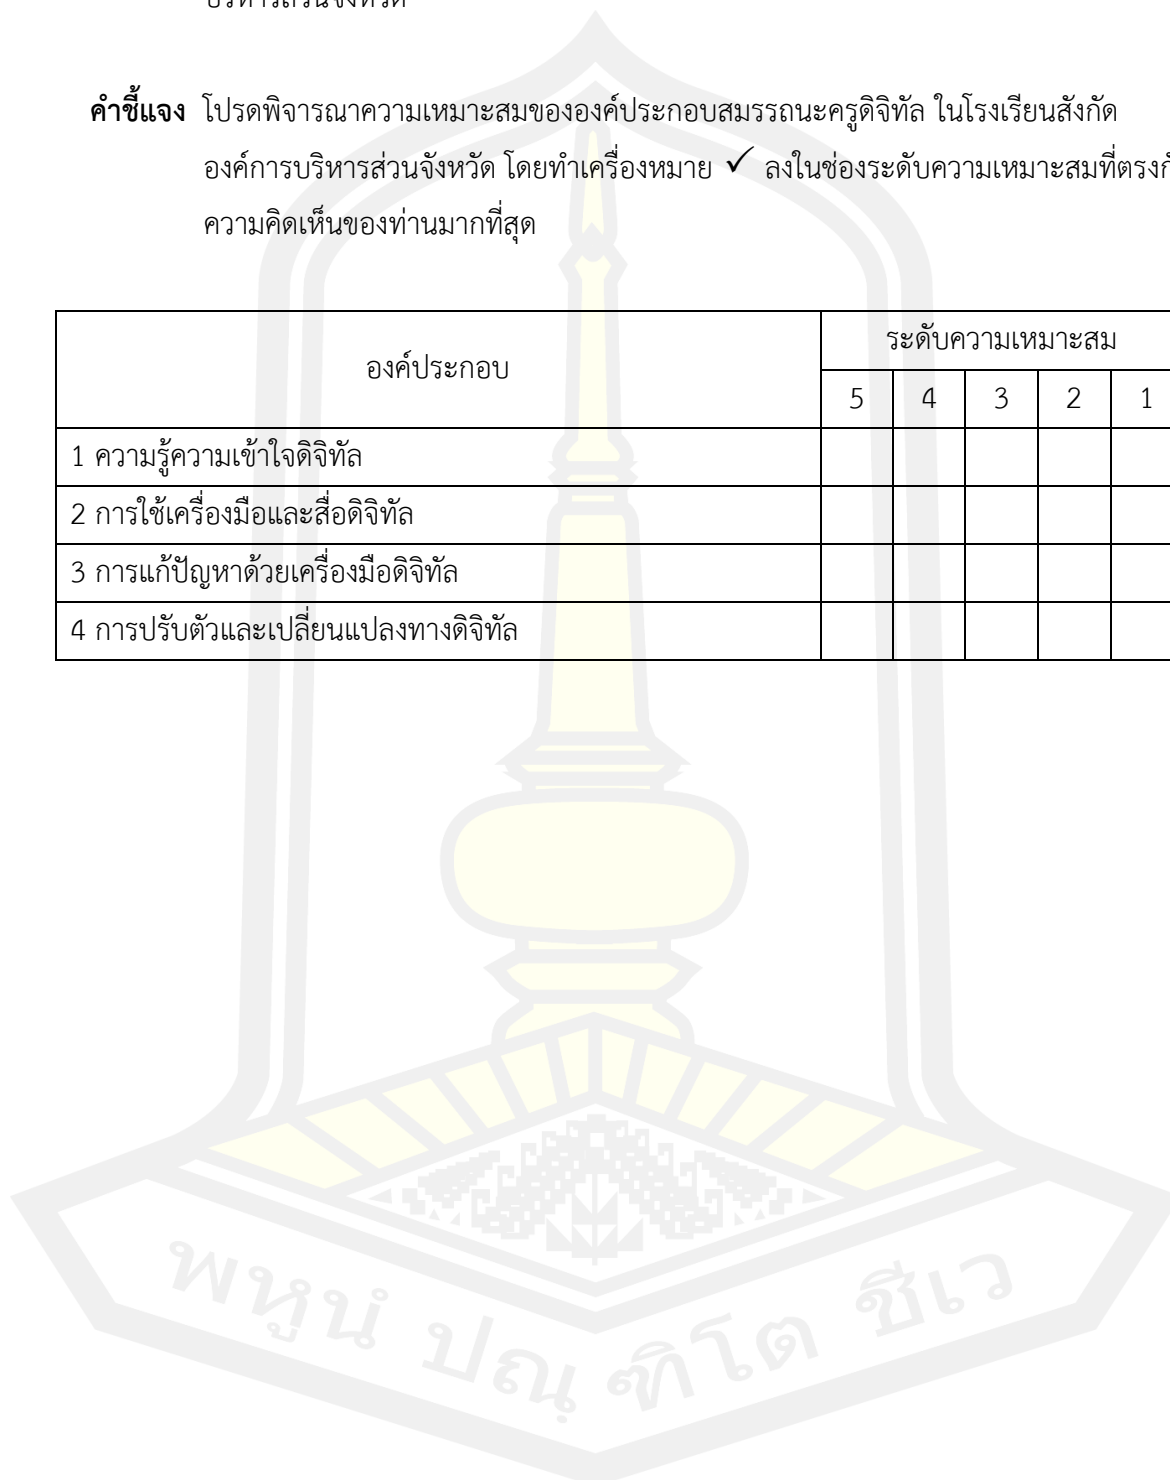 บริหารส่วนจังหวัด
คำชี้แจง โปรดพิจารณาความเหมาะสมขององค์ประกอบสมรรถนะครูดิจิทัล ในโรงเรียนสังกัด
องค์การบริหารส่วนจังหวัด โดยทำเครื่องหมาย ✓ ลงในช่องระดับความเหมาะสมที่
ความคิดเห็นของท่านมากที่สุด
องค์ประกอบ
ระดับความเหมาะสม
5 4 3 2 1
1 ความรู้ความเข้าใจดิจิทัล
2 การใช้เครื่องมือและสื่อดิจิทัล
3 การแก้ปัญหาด้วยเครื่องมือดิจิทัล
4 การปรับตัวและเปลี่ยนแปลงทางดิจิทัล
พหูนํ ปณฺฑิโต ชีเว